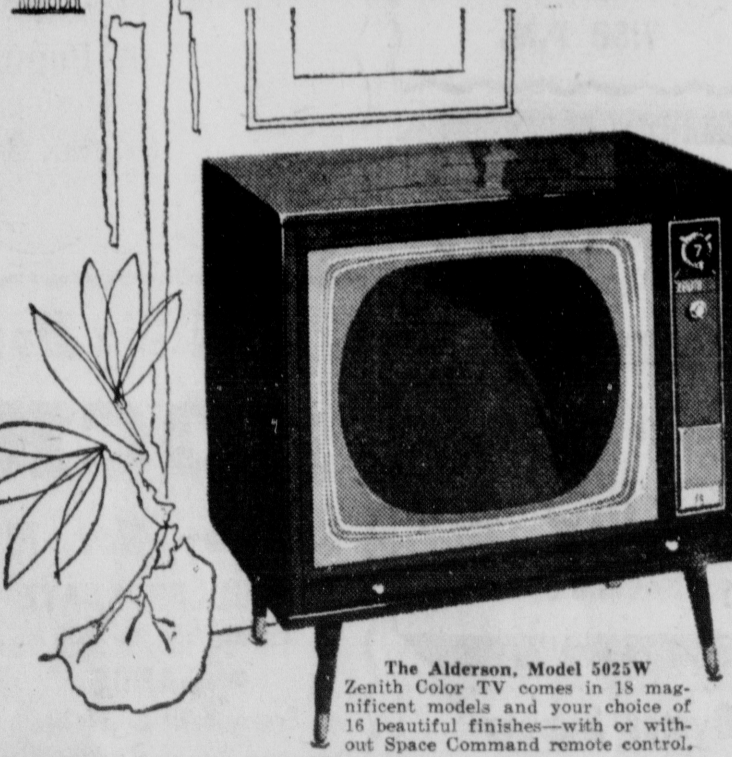 7
The Alderson, Model 5025W
Zenith Color TV comes in 18 mag-
nificent models and your choice of
16 beautiful finishes—with or with-
out Space Command remote control.